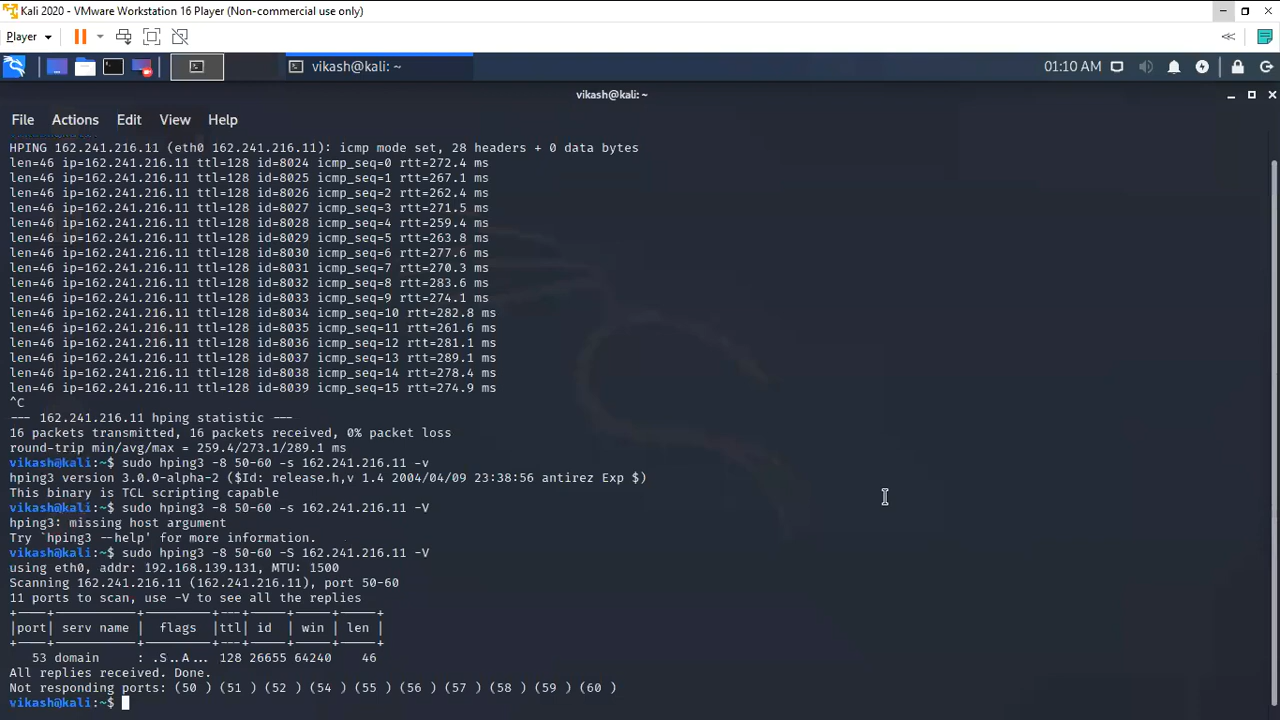 Kali 2020 - VMware Workstation 16 Player (Non-commercial use only)
Player
vikash@kali: ~
01:10 AM
vikash@kali: ~
File Actions Edit View Help
HPING 162.241.216.11 (eth0 162.241.216.11): icmp mode set, 28 headers + 0 data bytes
len=46 ip=162.241.216.11 ttl=128 id=8024 icmp_seq=0 rtt=272.4 ms
len=46 ip=162.241.216.11 ttl=128 id=8025 icmp_seq=1 rtt=267.1 ms
len=46 ip=162.241.216.11 ttl=128 id=8026 icmp_seq=2 rtt=262.4 ms
len=46 ip=162.241.216.11 ttl=128 id=8027 icmp_seq=3 rtt=271.5 ms
len=46 ip=162.241.216.11 ttl=128 id=8028 icmp_seq=4 rtt=259.4 ms
len=46 ip=162.241.216.11 ttl=128 id=8029 icmp_seq=5 rtt=263.8 ms
len=46 ip=162.241.216.11 ttl=128 id=8030 icmp_seq=6 rtt=277.6 ms
len=46 ip=162.241.216.11 ttl=128 id=8031 icmp_seq=7 rtt=270.3 ms
len=46 ip=162.241.216.11 ttl=128 id=8032 icmp_seq=8 rtt=283.6 ms
len=46 ip=162.241.216.11 ttl=128 id=8033 icmp_seq=9 rtt=274.1 ms
len=46 ip=162.241.216.11 ttl=128 id=8034 icmp_seq=10 rtt=282.8 ms
len=46 ip=162.241.216.11 ttl=128 id=8035 icmp_seq=11 rtt=261.6 ms
len=46 ip=162.241.216.11 ttl=128 id=8036 icmp_seq=12 rtt=281.1 ms
len=46 ip=162.241.216.11 ttl=128 id=8037 icmp_seq=13 rtt=289.1 ms
len=46 ip=162.241.216.11 ttl=128 id=8038 icmp_seq=14 rtt=278.4 ms
len=46 ip=162.241.216.11 ttl=128 id=8039 icmp_seq=15 rtt=274.9 ms
^C
--- 162.241.216.11 hping statistic ---
16 packets transmitted, 16 packets received, 0% packet loss
round-trip min/avg/max = 259.4/273.1/289.1 ms
vikash@kali:~$ sudo hping3 -8 50-60 -s 162.241.216.11 -v
hping3 version 3.0.0-alpha-2 ($Id: release.h,v 1.4 2004/04/09 23:38:56 antirez Exp $)
This binary is TCL scripting capable
vikash@kali:~$ sudo hping3 -8 50-60 -s 162.241.216.11 -V
hping3: missing host argument
Try `hping3 --help' for more information.
vikash@kali:~$ sudo hping3 -8 50-60 -S 162.241.216.11 -V
using eth0, addr: 192.168.139.131, MTU: 1500
Scanning 162.241.216.11 (162.241.216.11), port 50-60
11 ports to scan, use -V to see all the replies
+----+-----------+---------+---+-----+-----+-----+
|port| serv name |  flags  |ttl| id  | win | len |
+----+-----------+---------+---+-----+-----+-----+
53 domain : .S..A... 128 26655 64240 46
All replies received. Done.
Not responding ports: (50 ) (51 ) (52 ) (54 ) (55 ) (56 ) (57 ) (58 ) (59 ) (60 )
vikash@kali:~$